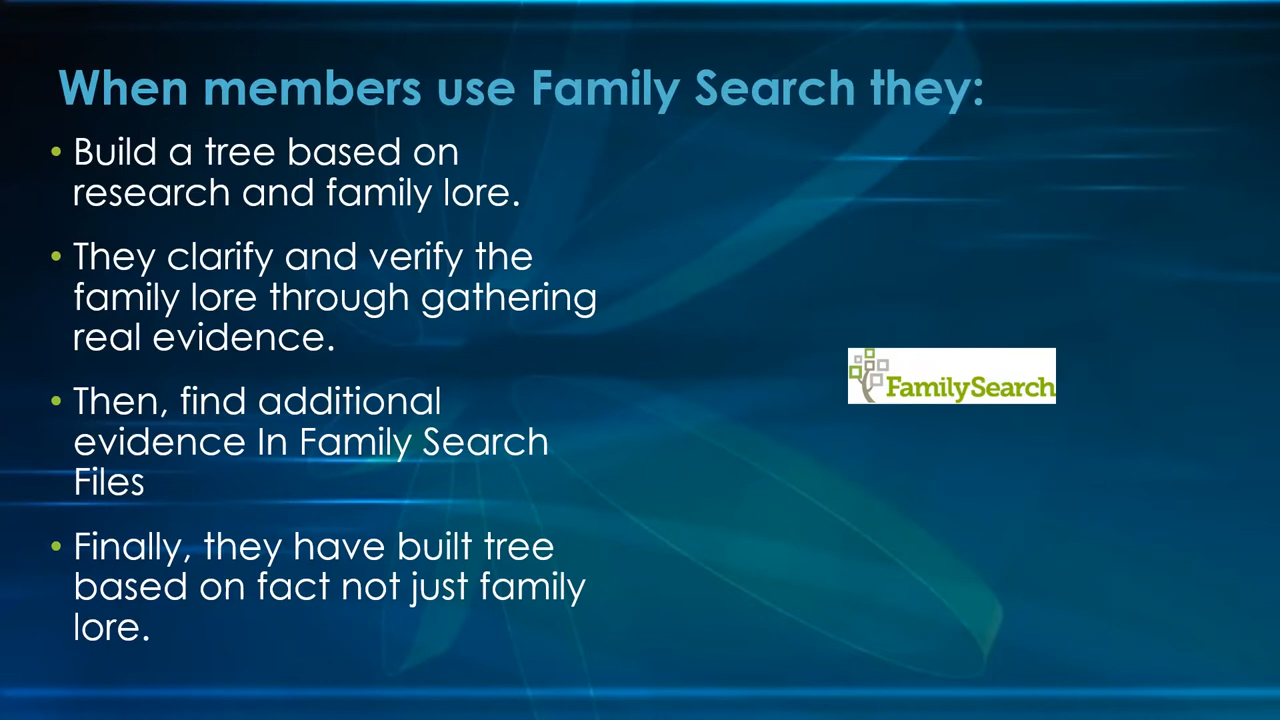 When members use Family Search they:
• Build a tree based on
research and family lore.
• They clarify and verify the
family lore through gathering
real evidence.
• Then, find additional
evidence In Family Search
Files
• Finally, they have built tree
based on fact not just family
lore.
FamilySearch